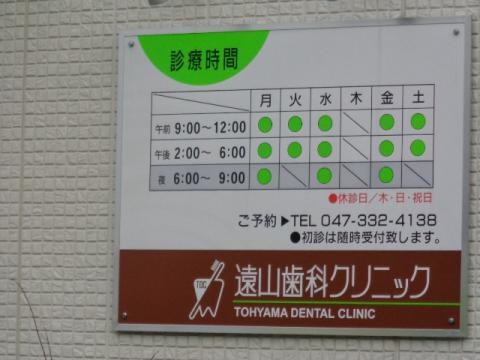 診療時間
月 火 水 木 金 土
午前 9:00〜12:00 ● ● ● ＼ ● ●
午後 2:00〜 6:00 ● ● ● ＼ ● ●
夜 6:00〜 9:00 ● ＼ ● ＼ ● ＼
●休診日／木・日・祝日
ご予約▶TEL 047-332-4138
●初診は随時受付致します。
TDC
遠山歯科クリニック
TOHYAMA DENTAL CLINIC